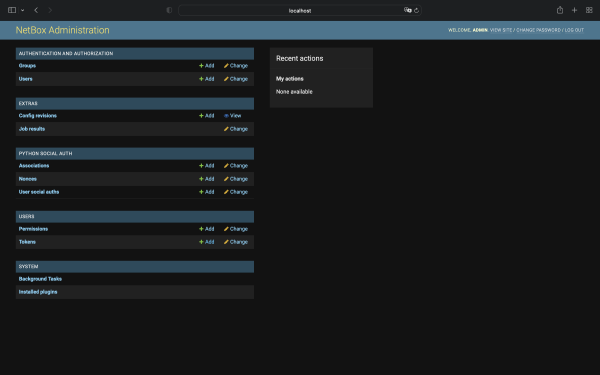 localhost
NetBox Administration
WELCOME, ADMIN. VIEW SITE / CHANGE PASSWORD / LOG OUT
AUTHENTICATION AND AUTHORIZATION
Groups Add Change
Users Add Change
EXTRAS
Config revisions Add View
Job results Change
PYTHON SOCIAL AUTH
Associations Add Change
Nonces Add Change
User social auths Add Change
USERS
Permissions Add Change
Tokens Add Change
SYSTEM
Background Tasks
Installed plugins
Recent actions
My actions
None available